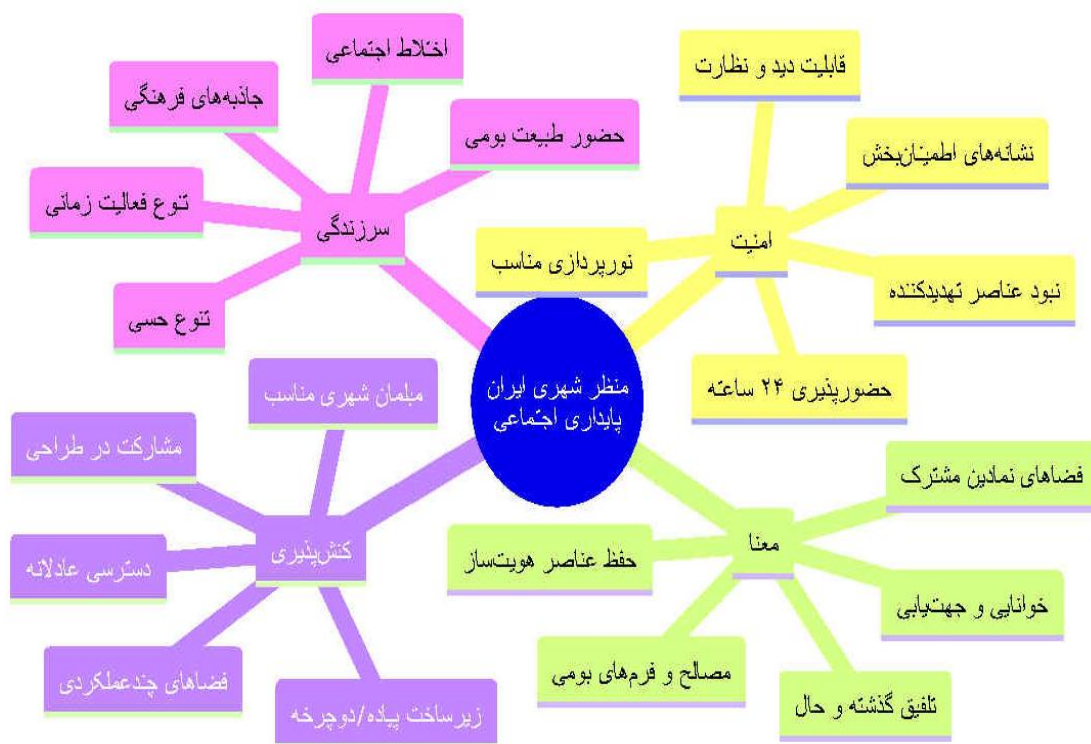 منظر شهری ایران
پایداری اجتماعی
امنیت
قابلیت دید و نظارت
نشانه‌های اطمینان‌بخش
نبود عناصر تهدیدکننده
حضورپذیری ۲۴ ساعته
نورپردازی مناسب
معنا
فضاهای نمادین مشترک
خوانایی و جهت‌یابی
تلفیق گذشته و حال
مصالح و فرم‌های بومی
حفظ عناصر هویت‌ساز
کنش‌پذیری
مبلمان شهری مناسب
مشارکت در طراحی
دسترسی عادلانه
فضاهای چندعملکردی
زیرساخت پیاده/دوچرخه
سرزندگی
حضور طبیعت بومی
اختلاط اجتماعی
جاذبه‌های فرهنگی
تنوع فعالیت زمانی
تنوع حسی